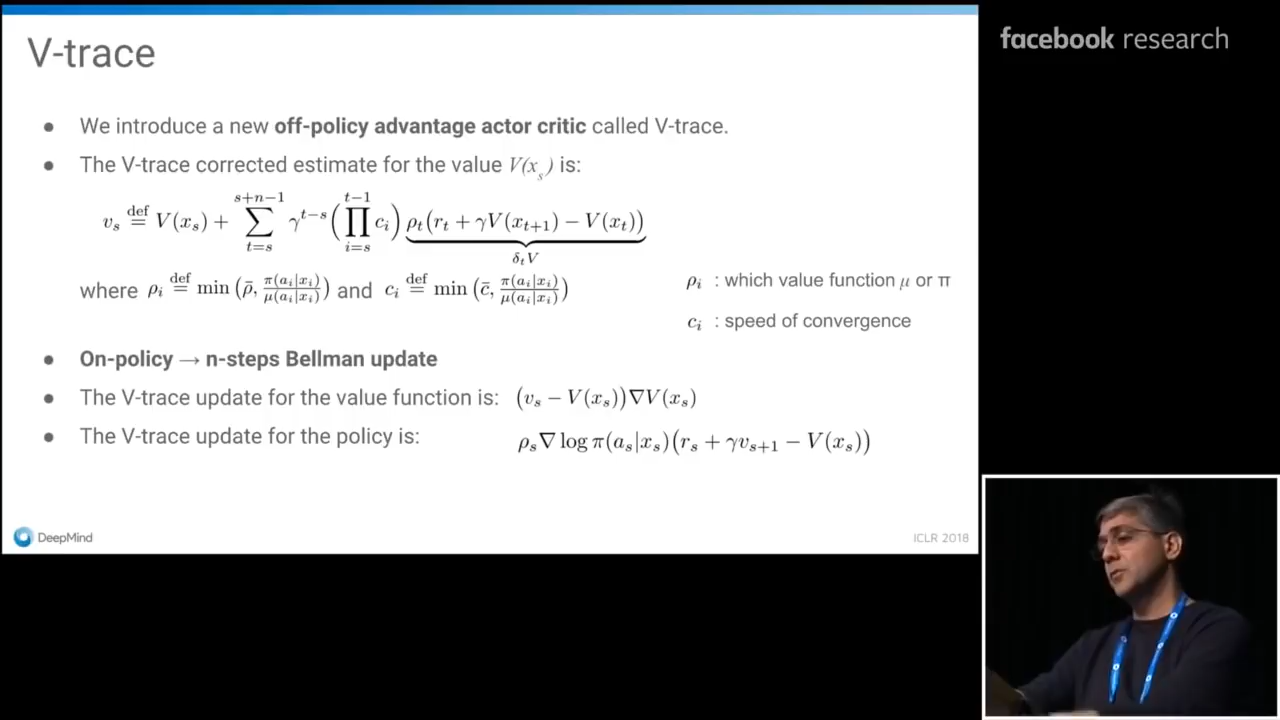 facebook research
V-trace
● We introduce a new off-policy advantage actor critic called V-trace.
● The V-trace corrected estimate for the value V(x_s) is:
v_s ≝ V(x_s) + ∑_{t=s}^{s+n−1} γ^{t−s} (∏_{i=s}^{t−1} c_i) ρ_t(r_t + γV(x_{t+1}) − V(x_t))
δ_tV
where ρ_i ≝ min (ρ̄, π(a_i|x_i)/μ(a_i|x_i)) and c_i ≝ min (c̄, π(a_i|x_i)/μ(a_i|x_i))
ρ_i : which value function μ or π
c_i : speed of convergence
● On-policy → n-steps Bellman update
● The V-trace update for the value function is: (v_s − V(x_s))∇V(x_s)
● The V-trace update for the policy is: ρ_s∇ log π(a_s|x_s)(r_s + γv_{s+1} − V(x_s))
DeepMind
ICLR 2018